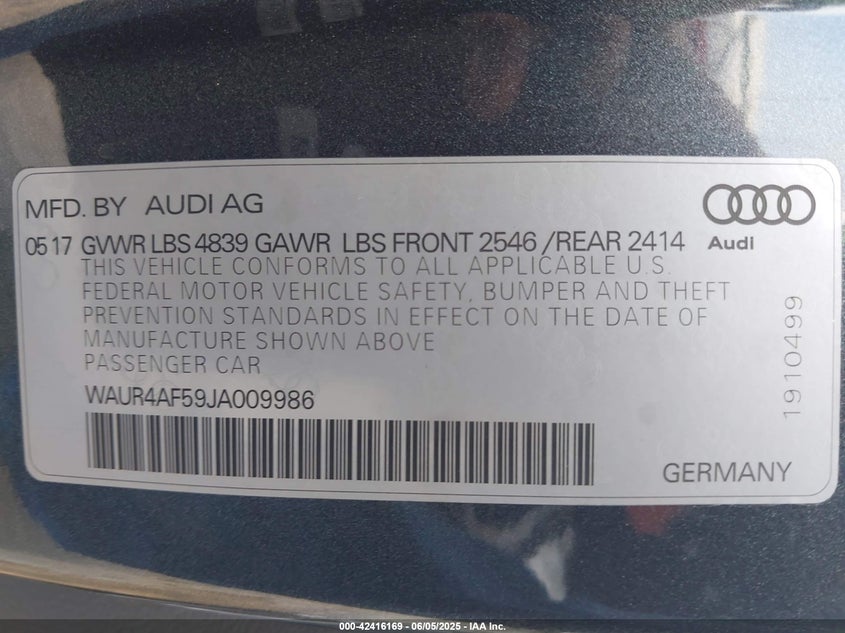 MFD. BY AUDI AG
05 17 GVWR LBS 4839 GAWR LBS FRONT 2546 /REAR 2414
Audi
THIS VEHICLE CONFORMS TO ALL APPLICABLE U.S.
FEDERAL MOTOR VEHICLE SAFETY, BUMPER AND THEFT
PREVENTION STANDARDS IN EFFECT ON THE DATE OF
MANUFACTURE SHOWN ABOVE
PASSENGER CAR
WAUR4AF59JA009986
1910499
GERMANY
000-42416169 - 06/05/2025 - IAA Inc.